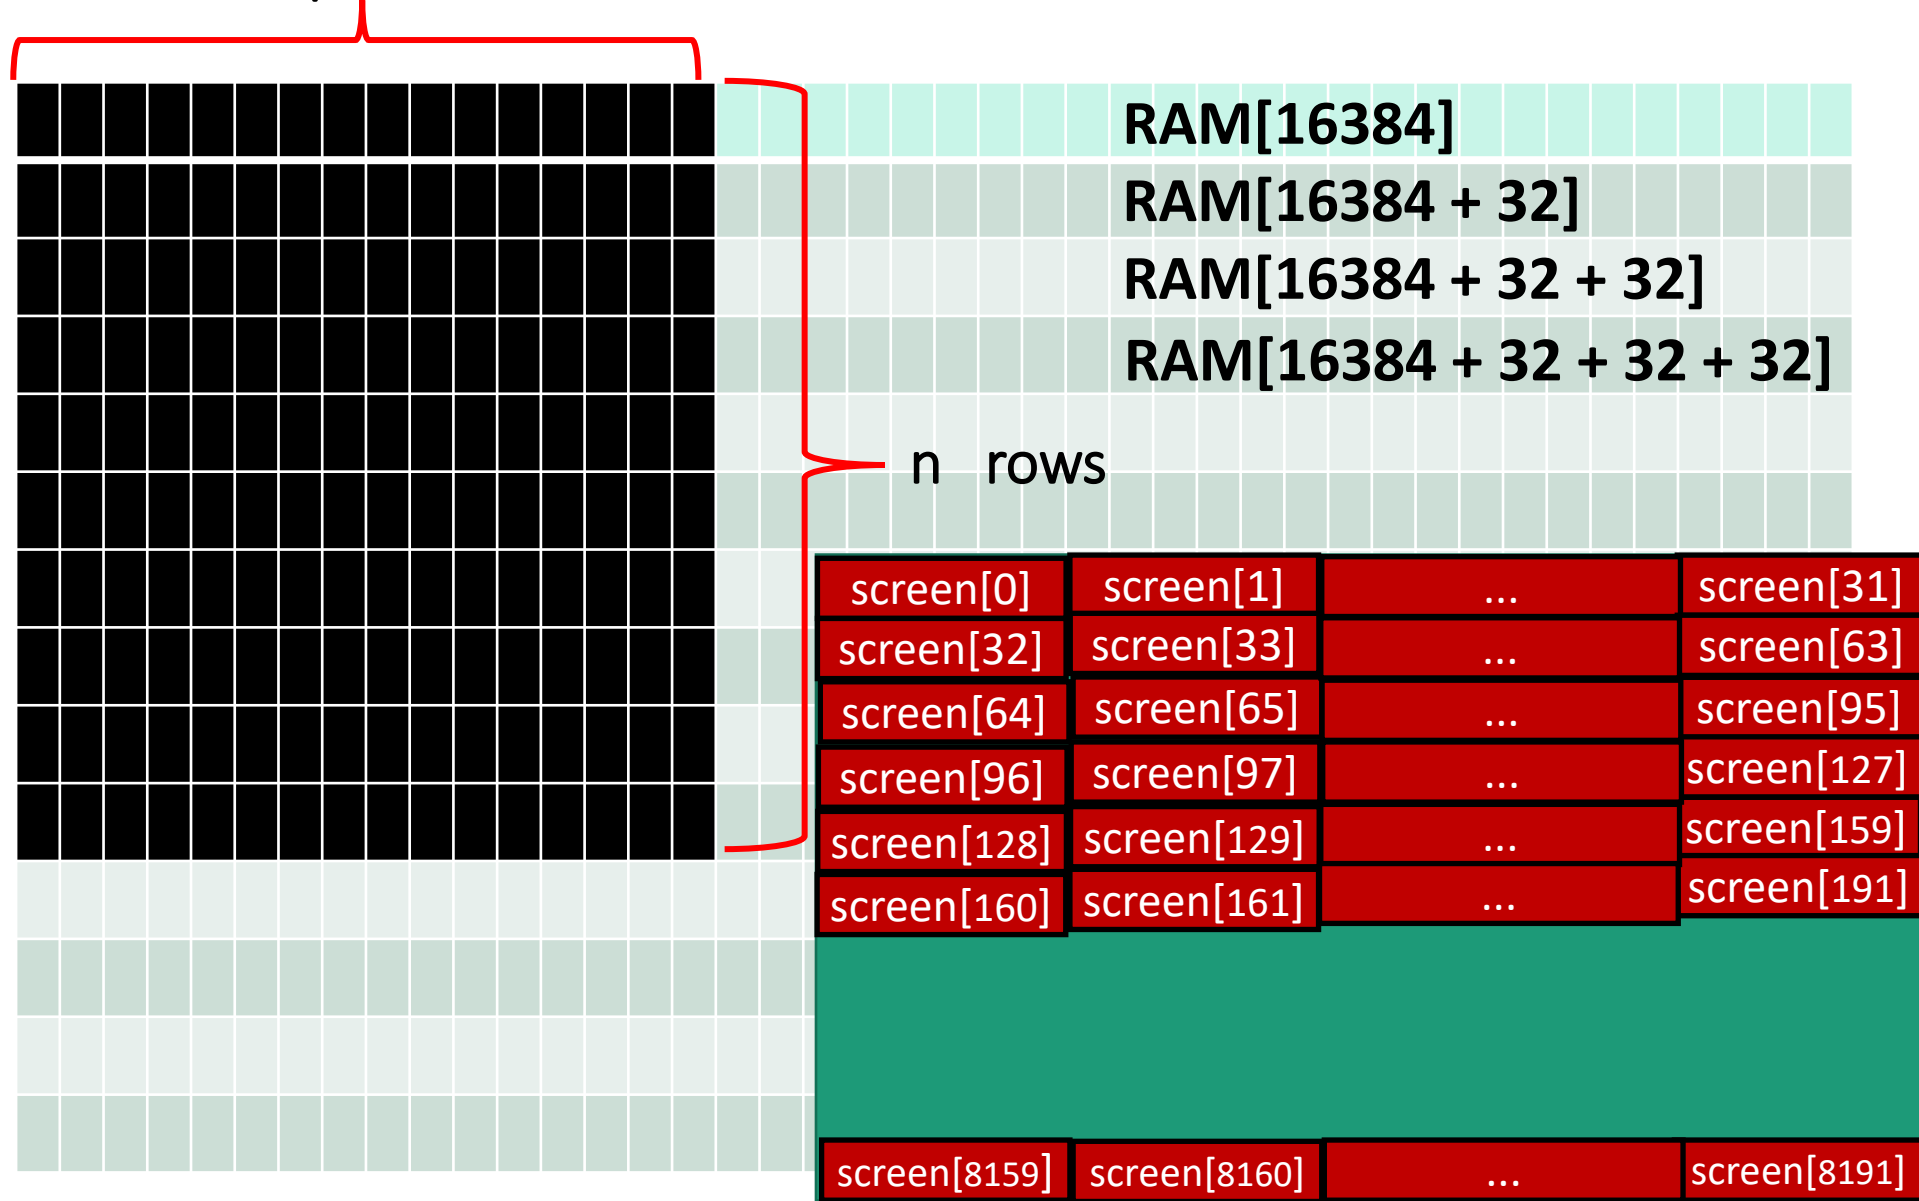 RAM[16384]
RAM[16384 + 32]
RAM[16384 + 32 + 32]
RAM[16384 + 32 + 32 + 32]
n rows
screen[0] screen[1] ... screen[31]
screen[32] screen[33] ... screen[63]
screen[64] screen[65] ... screen[95]
screen[96] screen[97] ... screen[127]
screen[128] screen[129] ... screen[159]
screen[160] screen[161] ... screen[191]
screen[8159] screen[8160] ... screen[8191]